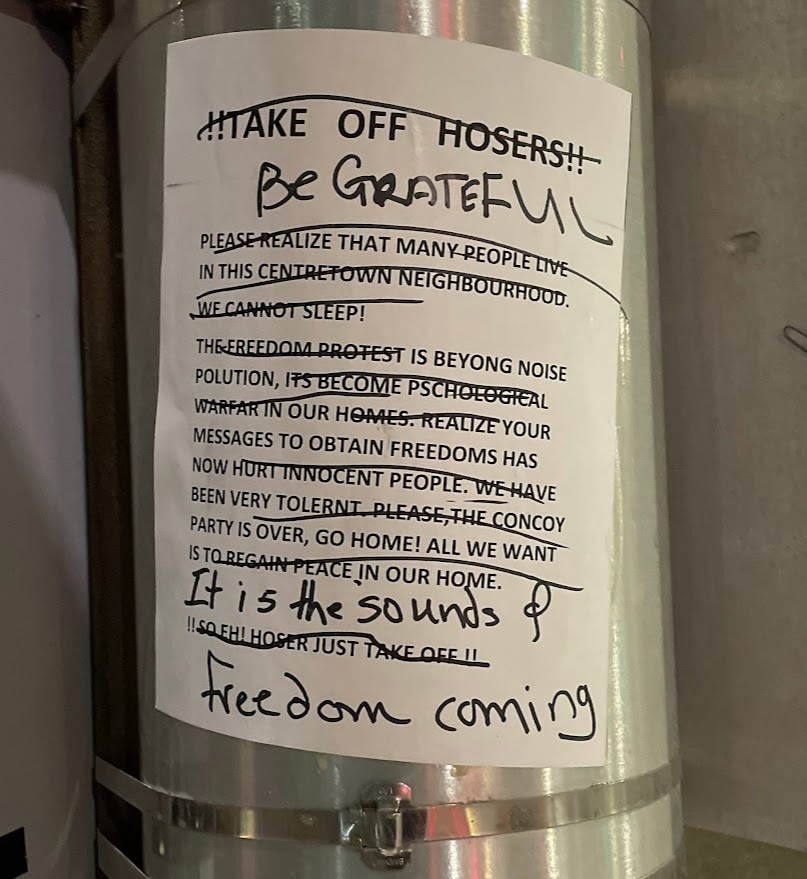 !!TAKE OFF HOSERS!!
Be GRATEFUL
PLEASE REALIZE THAT MANY PEOPLE LIVE
IN THIS CENTRETOWN NEIGHBOURHOOD.
WE CANNOT SLEEP!
THE FREEDOM PROTEST IS BEYONG NOISE
POLUTION, ITS BECOME PSCHOLOGICAL
WARFAR IN OUR HOMES. REALIZE YOUR
MESSAGES TO OBTAIN FREEDOMS HAS
NOW HURT INNOCENT PEOPLE. WE HAVE
BEEN VERY TOLERNT. PLEASE,THE CONCOY
PARTY IS OVER, GO HOME! ALL WE WANT
IS TO REGAIN PEACE IN OUR HOME.
It is the sounds of
!!SO EH! HOSER JUST TAKE OFF !!
freedom coming